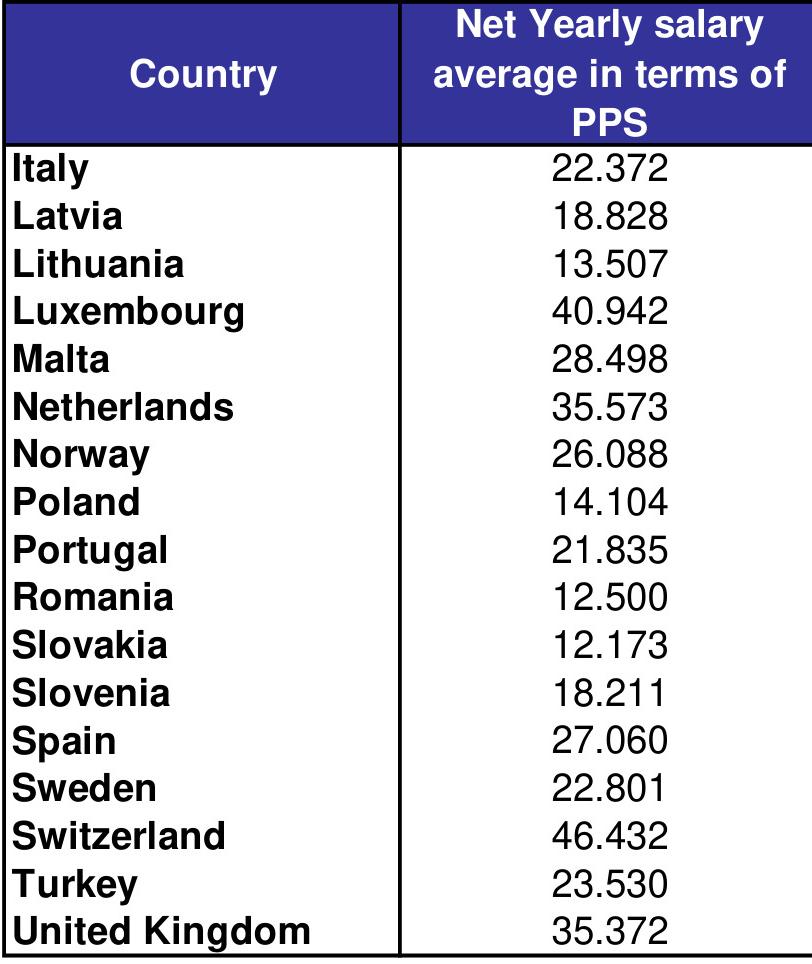 Country
Net Yearly salary
average in terms of
PPS
Italy 22.372
Latvia 18.828
Lithuania 13.507
Luxembourg 40.942
Malta 28.498
Netherlands 35.573
Norway 26.088
Poland 14.104
Portugal 21.835
Romania 12.500
Slovakia 12.173
Slovenia 18.211
Spain 27.060
Sweden 22.801
Switzerland 46.432
Turkey 23.530
United Kingdom 35.372